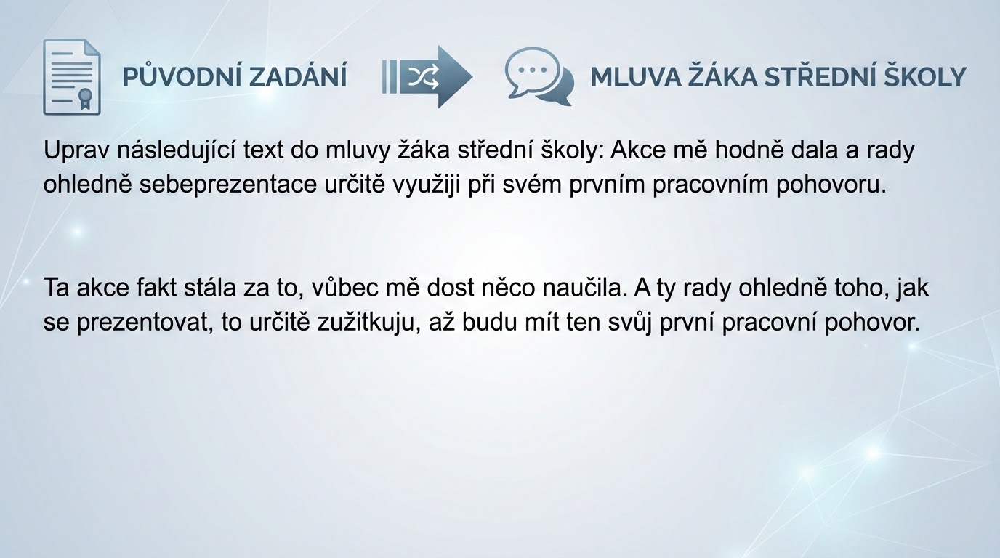 PŮVODNÍ ZADÁNÍ
MLUVA ŽÁKA STŘEDNÍ ŠKOLY
Uprav následující text do mluvy žáka střední školy: Akce mě hodně dala a rady
ohledně sebeprezentace určitě využiji při svém prvním pracovním pohovoru.
Ta akce fakt stála za to, vůbec mě dost něco naučila. A ty rady ohledně toho, jak
se prezentovat, to určitě zužitkuju, až budu mít ten svůj první pracovní pohovor.